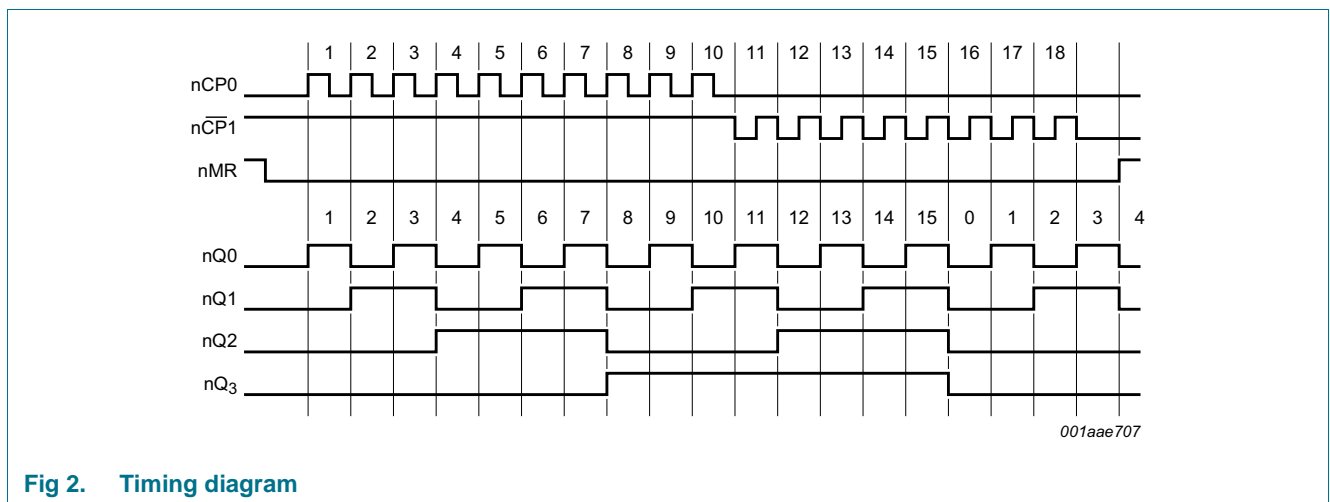 1 2 3 4 5 6 7 8 9 10 11 12 13 14 15 16 17 18
nCP0
nC̅P̅1
nMR
1 2 3 4 5 6 7 8 9 10 11 12 13 14 15 0 1 2 3 4
nQ0
nQ1
nQ2
nQ3
001aae707
Fig 2. Timing diagram